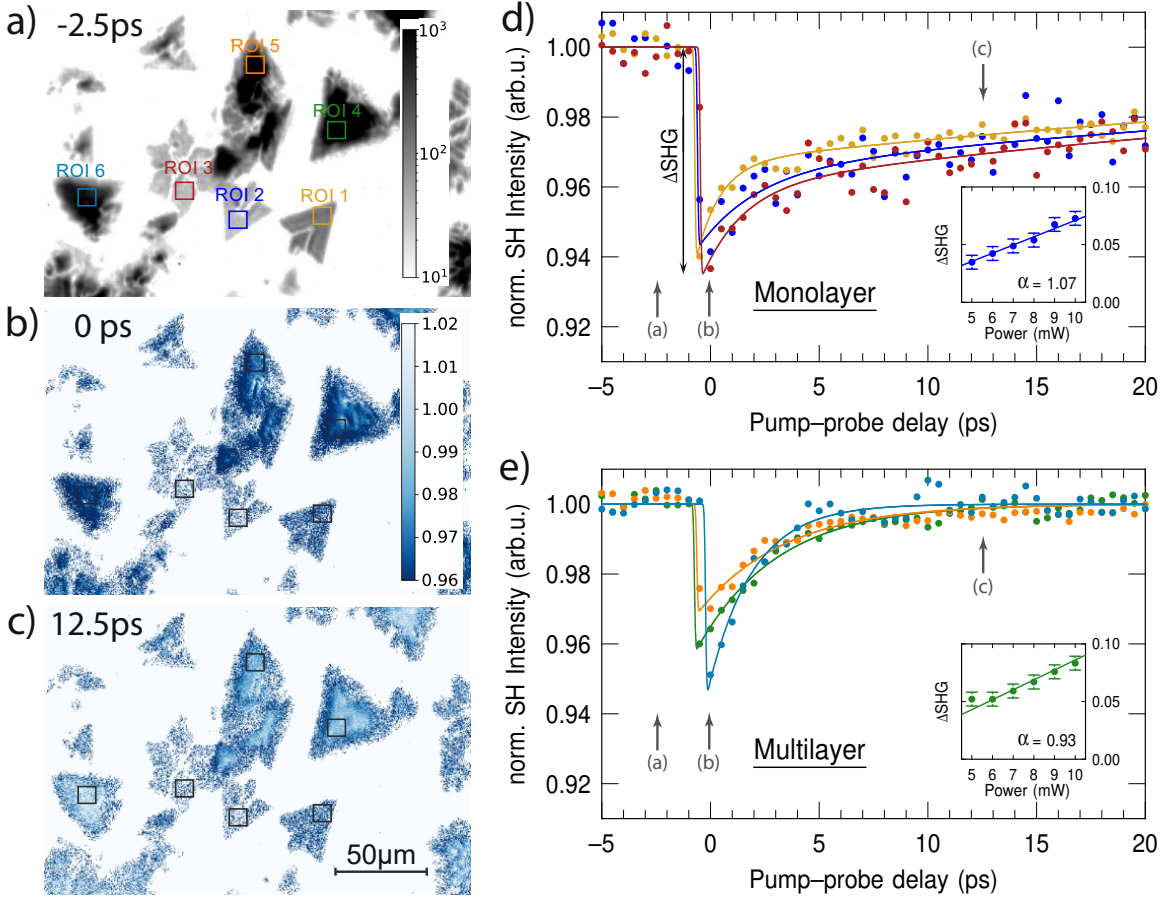 a)
-2.5ps
ROI 5
ROI 4
ROI 6
ROI 3
ROI 2
ROI 1
10³
10²
10¹
b)
0 ps
1.02
1.01
1.00
0.99
0.98
0.97
0.96
c)
12.5ps
50µm
d)
norm. SH Intensity (arb.u.)
1.00
0.98
0.96
0.94
0.92
ΔSHG
(c)
(a)
(b)
Monolayer
ΔSHG
0.10
0.05
0.00
α = 1.07
5 6 7 8 9 10
Power (mW)
−5 0 5 10 15 20
Pump–probe delay (ps)
e)
norm. SH Intensity (arb.u.)
1.00
0.98
0.96
0.94
0.92
(c)
(a)
(b)
Multilayer
ΔSHG
0.10
0.05
0.00
α = 0.93
5 6 7 8 9 10
Power (mW)
−5 0 5 10 15 20
Pump–probe delay (ps)